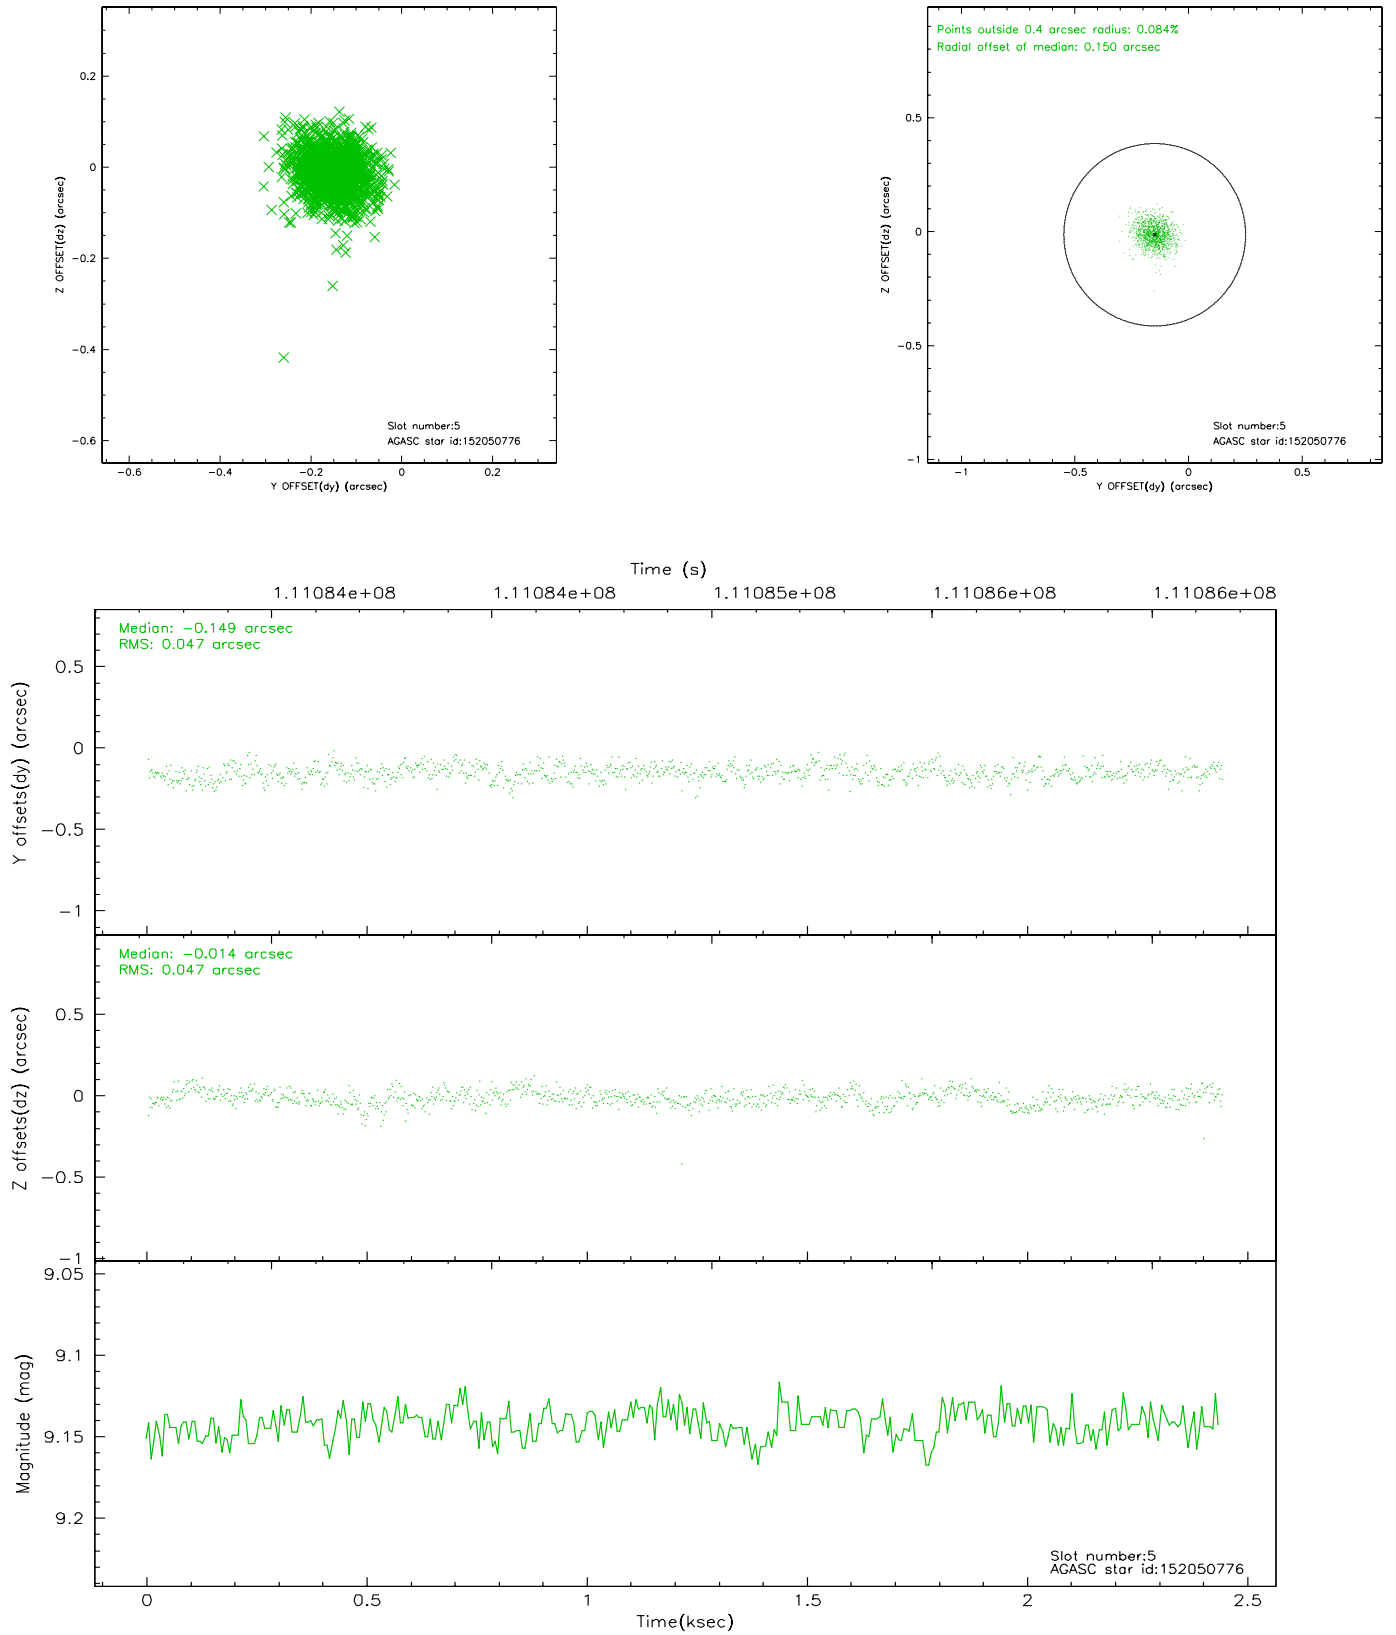 0.2
0
-0.2
-0.4
-0.6
Z OFFSET(dz) (arcsec)
Slot number:5
AGASC star id:152050776
-0.6 -0.4 -0.2 0 0.2
Y OFFSET(dy) (arcsec)
Points outside 0.4 arcsec radius: 0.084%
Radial offset of median: 0.150 arcsec
0.5
0
-0.5
-1
Z OFFSET(dz) (arcsec)
Slot number:5
AGASC star id:152050776
-1 -0.5 0 0.5
Y OFFSET(dy) (arcsec)
Time (s)
1.11084e+08 1.11084e+08 1.11085e+08 1.11086e+08 1.11086e+08
Median: -0.149 arcsec
RMS: 0.047 arcsec
0.5
0
-0.5
-1
Y offsets(dy) (arcsec)
Median: -0.014 arcsec
RMS: 0.047 arcsec
0.5
0
-0.5
-1
Z offsets(dz) (arcsec)
9.05
9.1
9.15
9.2
Magnitude (mag)
Slot number:5
AGASC star id:152050776
0 0.5 1 1.5 2 2.5
Time(ksec)